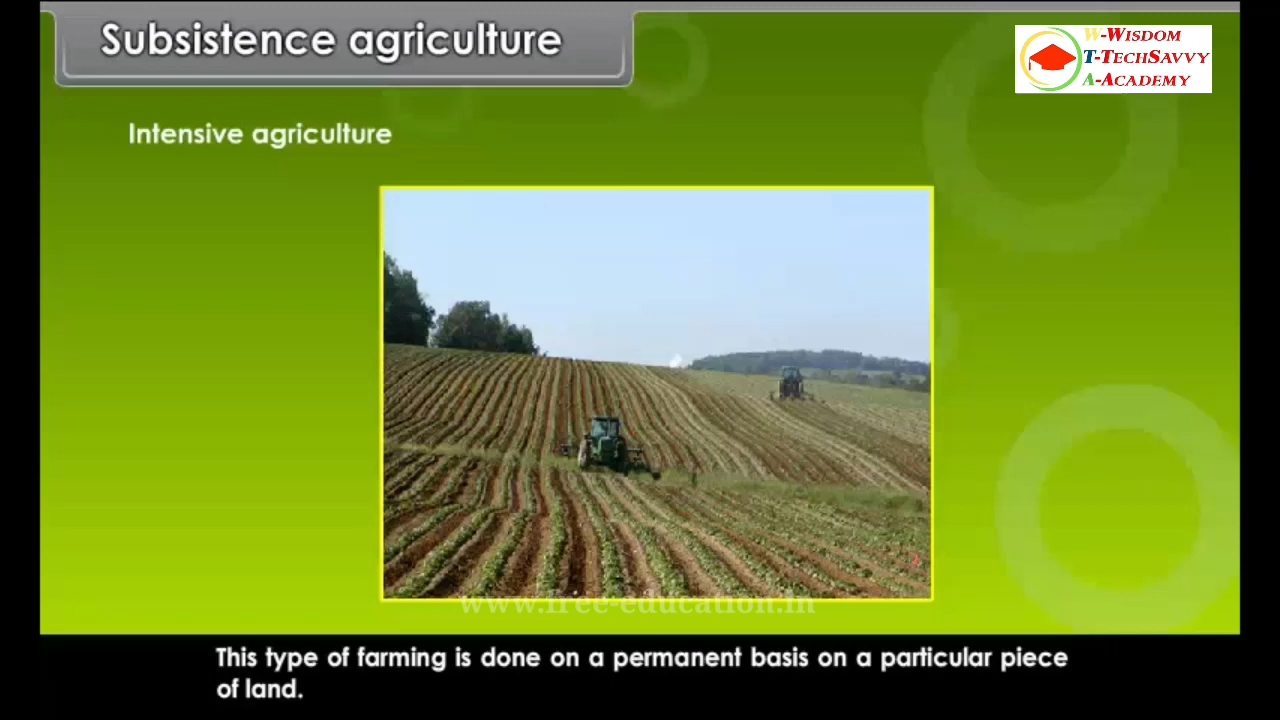 Subsistence agriculture
W-Wisdom
T-TechSavvy
A-Academy
Intensive agriculture
www.free-education.in
This type of farming is done on a permanent basis on a particular piece
of land.